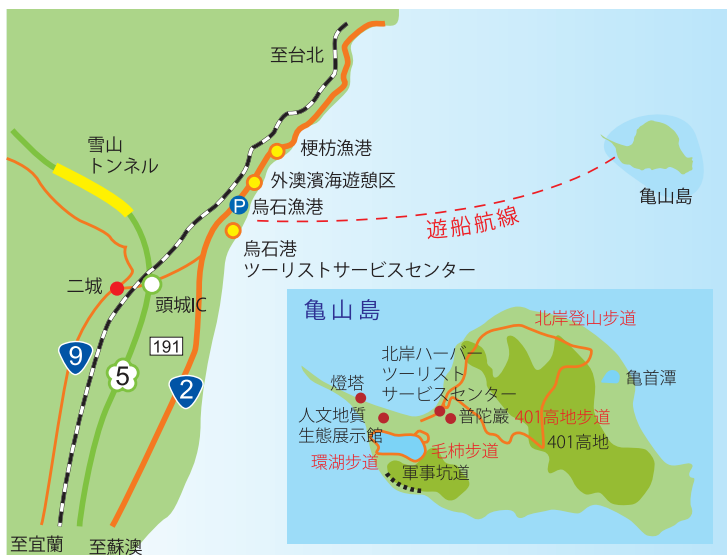 至台北
雪山
トンネル
梗枋漁港
外澳濱海遊憩区
P
烏石漁港
烏石港
ツーリストサービスセンター
遊船航線
亀山島
二城
頭城IC
9
5
191
2
至宜蘭
至蘇澳
亀山島
北岸登山歩道
北岸ハーバー
ツーリスト
サービスセンター
亀首潭
燈塔
人文地質
生態展示館
普陀巖
401高地歩道
401高地
毛柿歩道
環湖歩道
軍事坑道